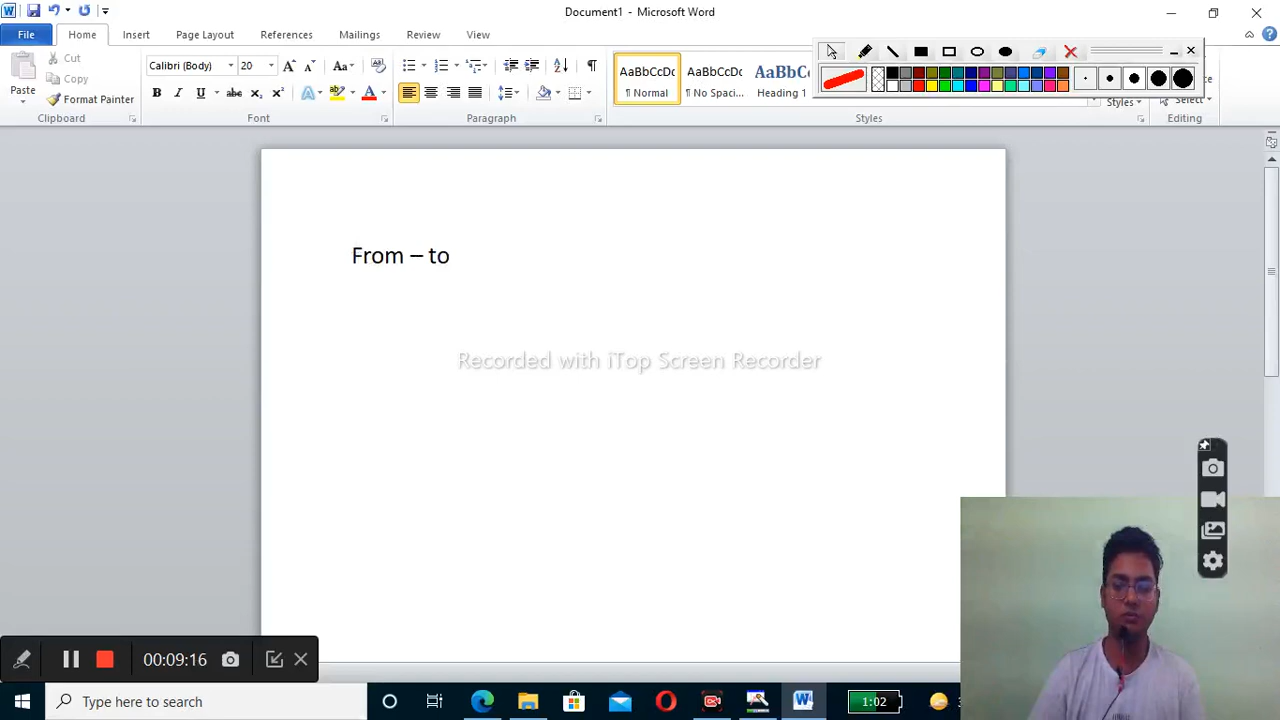 Document1 - Microsoft Word
File Home Insert Page Layout References Mailings Review View
Paste
Cut
Copy
Format Painter
Clipboard
Calibri (Body) 20
Font
Paragraph
AaBbCcDc AaBbCcDc AaBbCc
¶ Normal ¶ No Spaci... Heading 1
Styles
Styles
Select
Editing
From – to
Recorded with iTop Screen Recorder
00:09:16
Type here to search
1:02